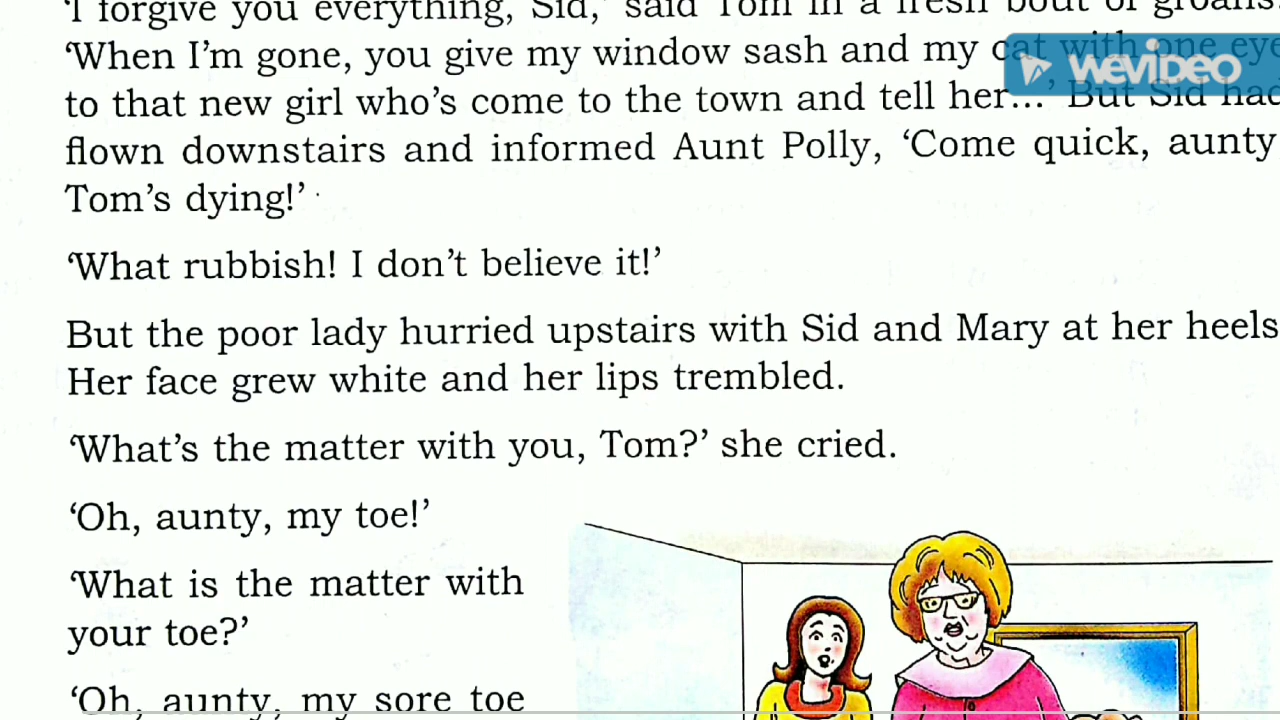 'I forgive you everything, Sid,' said Tom in a fresh bout of groans.
'When I'm gone, you give my window sash and my cat with one eye
to that new girl who's come to the town and tell her...' But Sid had
flown downstairs and informed Aunt Polly, 'Come quick, aunty
Tom's dying!'
'What rubbish! I don't believe it!'
But the poor lady hurried upstairs with Sid and Mary at her heels
Her face grew white and her lips trembled.
'What's the matter with you, Tom?' she cried.
'Oh, aunty, my toe!'
'What is the matter with
your toe?'
'Oh, aunty, my sore toe
WEVIDEO